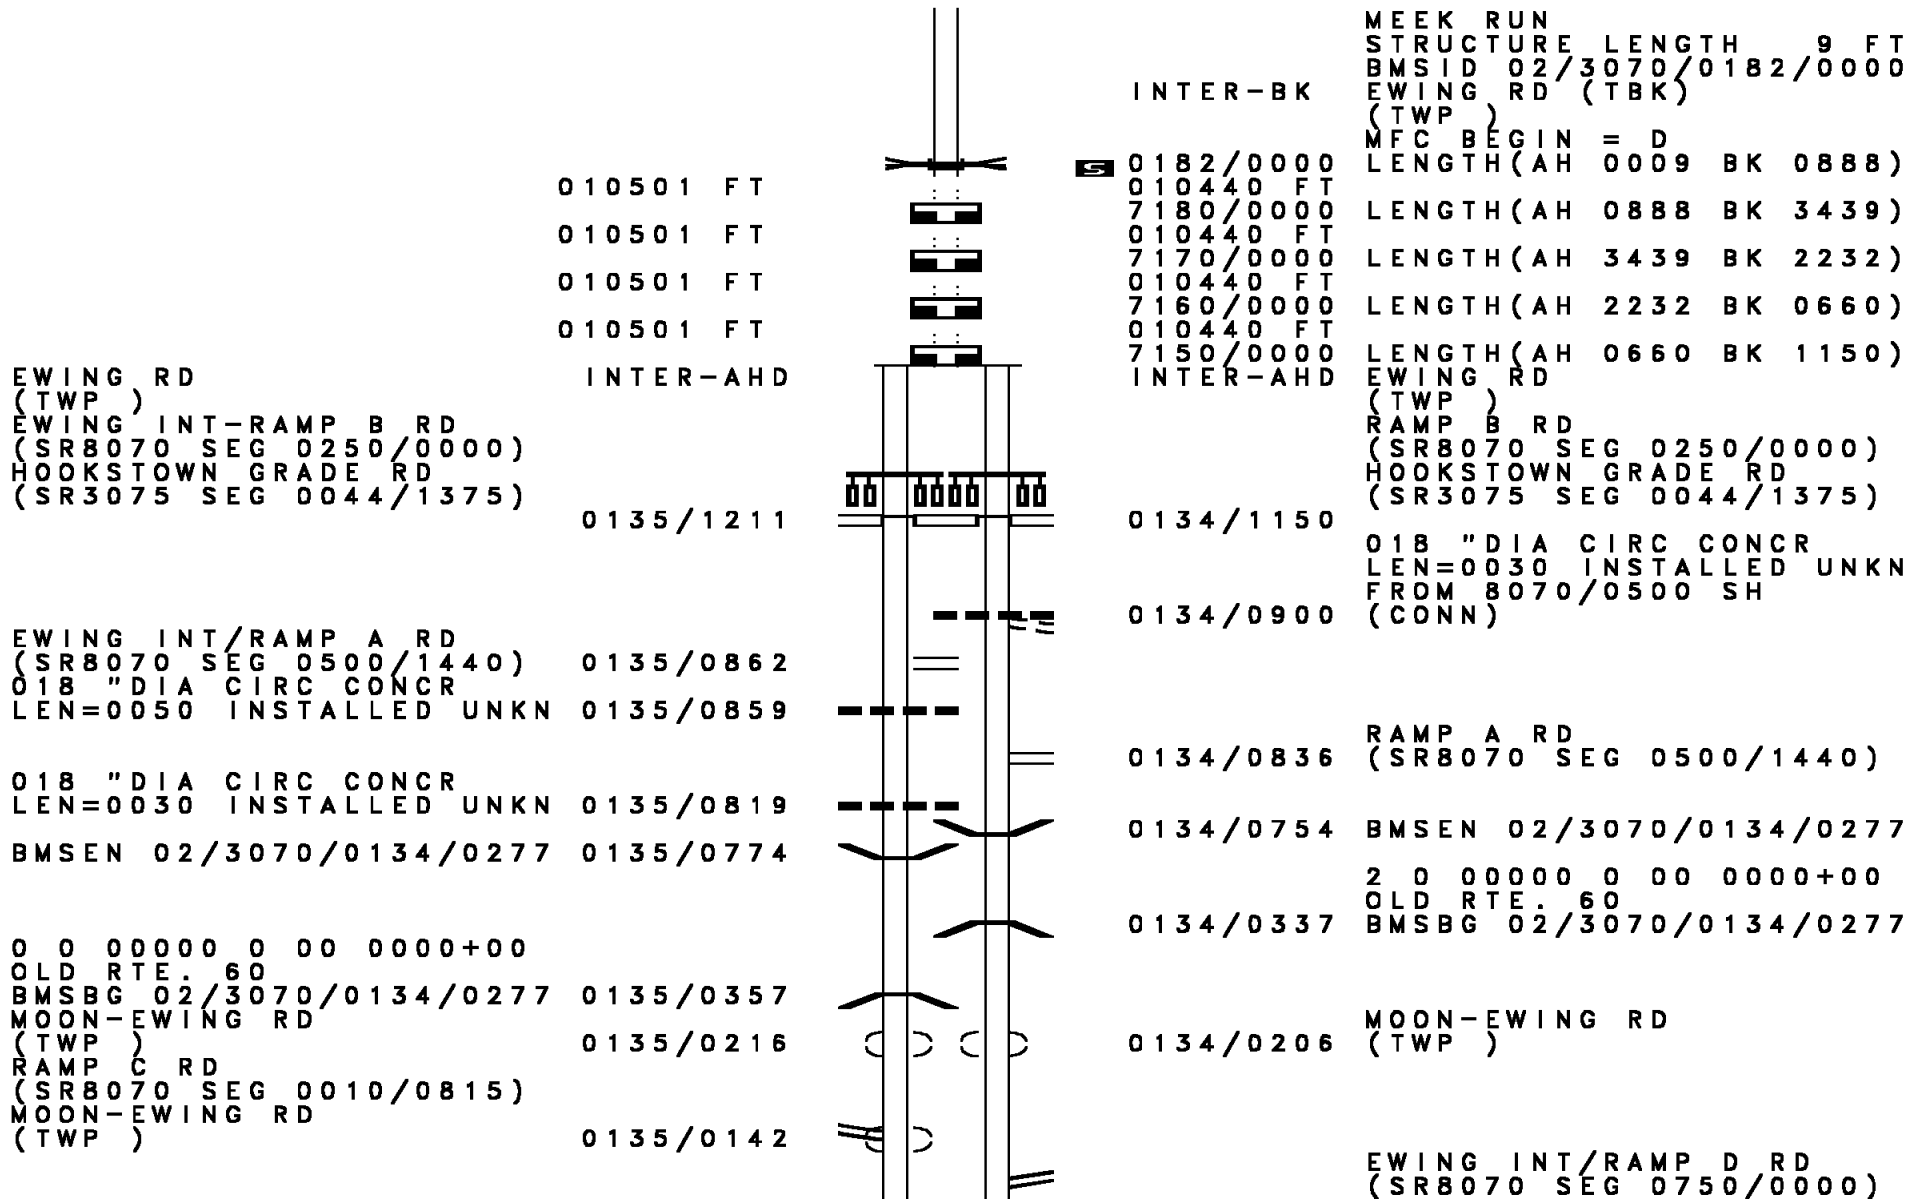 MEEK RUN
STRUCTURE LENGTH 9 FT
BMSID 02/3070/0182/0000
INTER-BK EWING RD (TBK)
(TWP )
MFC BEGIN = D
S 0182/0000 LENGTH(AH 0009 BK 0888)
010501 FT 010440 FT
7180/0000 LENGTH(AH 0888 BK 3439)
010501 FT 010440 FT
7170/0000 LENGTH(AH 3439 BK 2232)
010501 FT 010440 FT
7160/0000 LENGTH(AH 2232 BK 0660)
010501 FT 010440 FT
7150/0000 LENGTH(AH 0660 BK 1150)
EWING RD INTER-AHD INTER-AHD EWING RD
(TWP ) (TWP )
EWING INT-RAMP B RD RAMP B RD
(SR8070 SEG 0250/0000) (SR8070 SEG 0250/0000)
HOOKSTOWN GRADE RD HOOKSTOWN GRADE RD
(SR3075 SEG 0044/1375) (SR3075 SEG 0044/1375)
0135/1211 0134/1150
018 "DIA CIRC CONCR
LEN=0030 INSTALLED UNKN
FROM 8070/0500 SH
0134/0900 (CONN)
EWING INT/RAMP A RD
(SR8070 SEG 0500/1440) 0135/0862
018 "DIA CIRC CONCR
LEN=0050 INSTALLED UNKN 0135/0859
RAMP A RD
0134/0836 (SR8070 SEG 0500/1440)
018 "DIA CIRC CONCR
LEN=0030 INSTALLED UNKN 0135/0819
0134/0754 BMSEN 02/3070/0134/0277
BMSEN 02/3070/0134/0277 0135/0774
2 0 00000 0 00 0000+00
OLD RTE. 60
0134/0337 BMSBG 02/3070/0134/0277
0 0 00000 0 00 0000+00
OLD RTE. 60
BMSBG 02/3070/0134/0277 0135/0357
MOON-EWING RD MOON-EWING RD
(TWP ) 0135/0216 0134/0206 (TWP )
RAMP C RD
(SR8070 SEG 0010/0815)
MOON-EWING RD
(TWP ) 0135/0142
EWING INT/RAMP D RD
(SR8070 SEG 0750/0000)